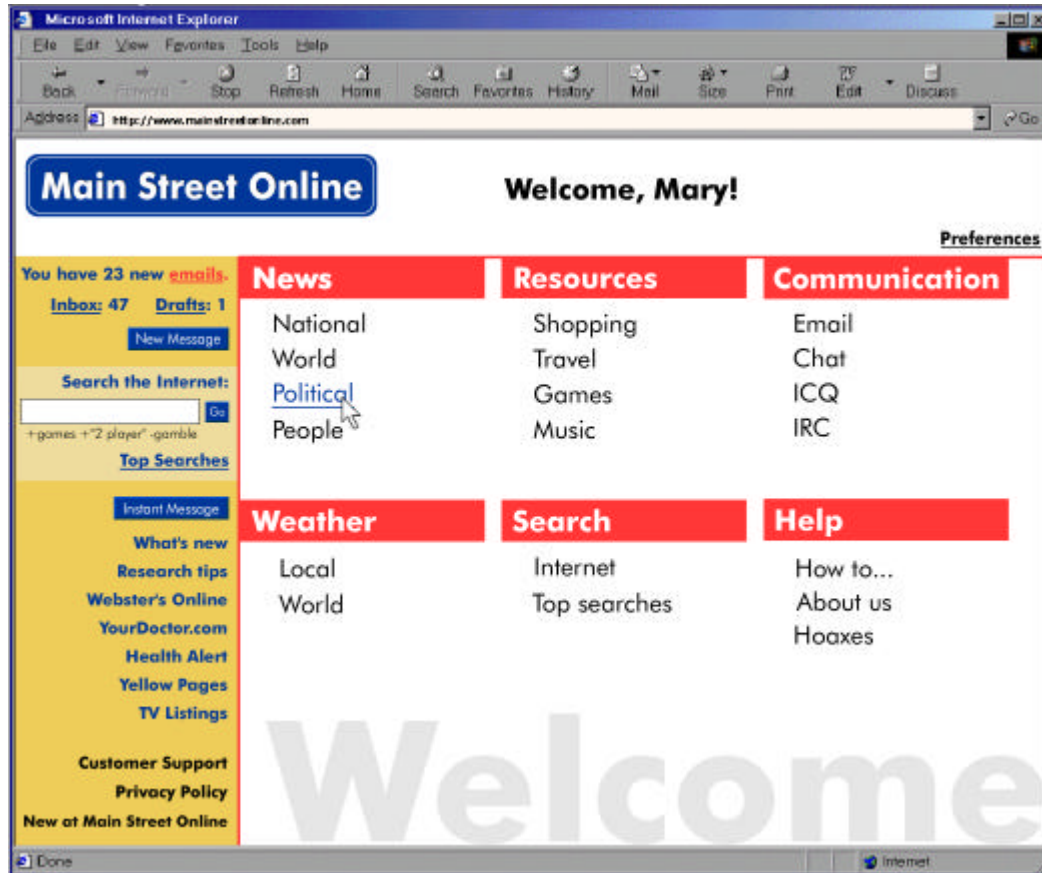 Microsoft Internet Explorer
File Edit View Favorites Tools Help
Back Forward Stop Refresh Home Search Favorites History Mail Size Print Edit Discuss
Address http://www.mainstreetonline.com Go
Main Street Online
Welcome, Mary!
Preferences
You have 23 new emails.
Inbox: 47 Drafts: 1
New Message
Search the Internet:
Go
+games +"2 player" -gamble
Top Searches
Instant Message
What's new
Research tips
Webster's Online
YourDoctor.com
Health Alert
Yellow Pages
TV Listings
Customer Support
Privacy Policy
New at Main Street Online
News
National
World
Political
People
Resources
Shopping
Travel
Games
Music
Communication
Email
Chat
ICQ
IRC
Weather
Local
World
Search
Internet
Top searches
Help
How to...
About us
Hoaxes
Welcome
Done
Internet